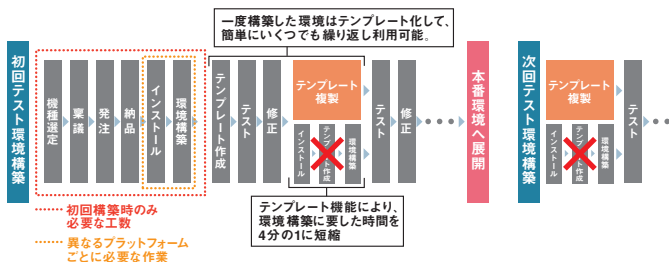 一度構築した環境はテンプレート化して、
簡単にいくつでも繰り返し利用可能。
初回テスト環境構築
機種選定
稟議
発注
納品
インストール
環境構築
テンプレート作成
テスト
修正
テンプレート
複製
インストール
テンプレート作成
環境構築
テスト
修正
本番環境へ展開
次回テスト環境構築
テンプレート
複製
インストール
テンプレート作成
環境構築
テスト
テンプレート機能により、
環境構築に要した時間を
4分の1に短縮
初回構築時のみ
必要な工数
異なるプラットフォーム
ごとに必要な作業